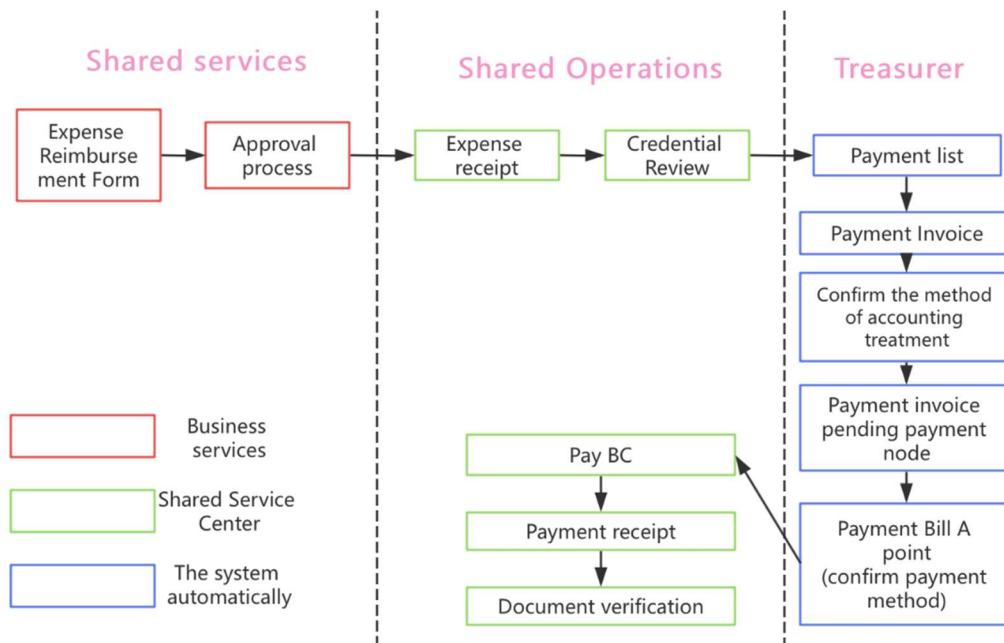 Shared services
Shared Operations
Treasurer
Expense
Reimburse
ment Form
Approval
process
Expense
receipt
Credential
Review
Payment list
Payment Invoice
Confirm the method
of accounting
treatment
Payment invoice
pending payment
node
Payment Bill A
point
(confirm payment
method)
Pay BC
Payment receipt
Document verification
Business
services
Shared Service
Center
The system
automatically